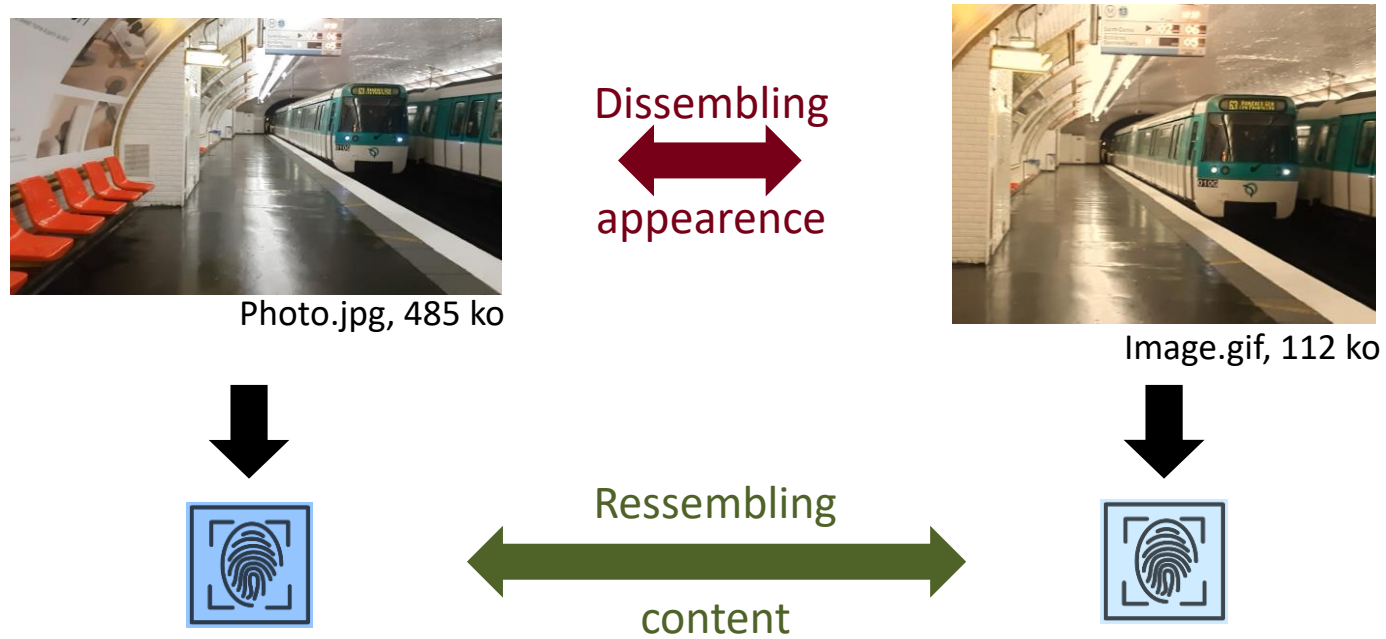 Dissembling
appearence
Photo.jpg, 485 ko
Image.gif, 112 ko
Ressembling
content